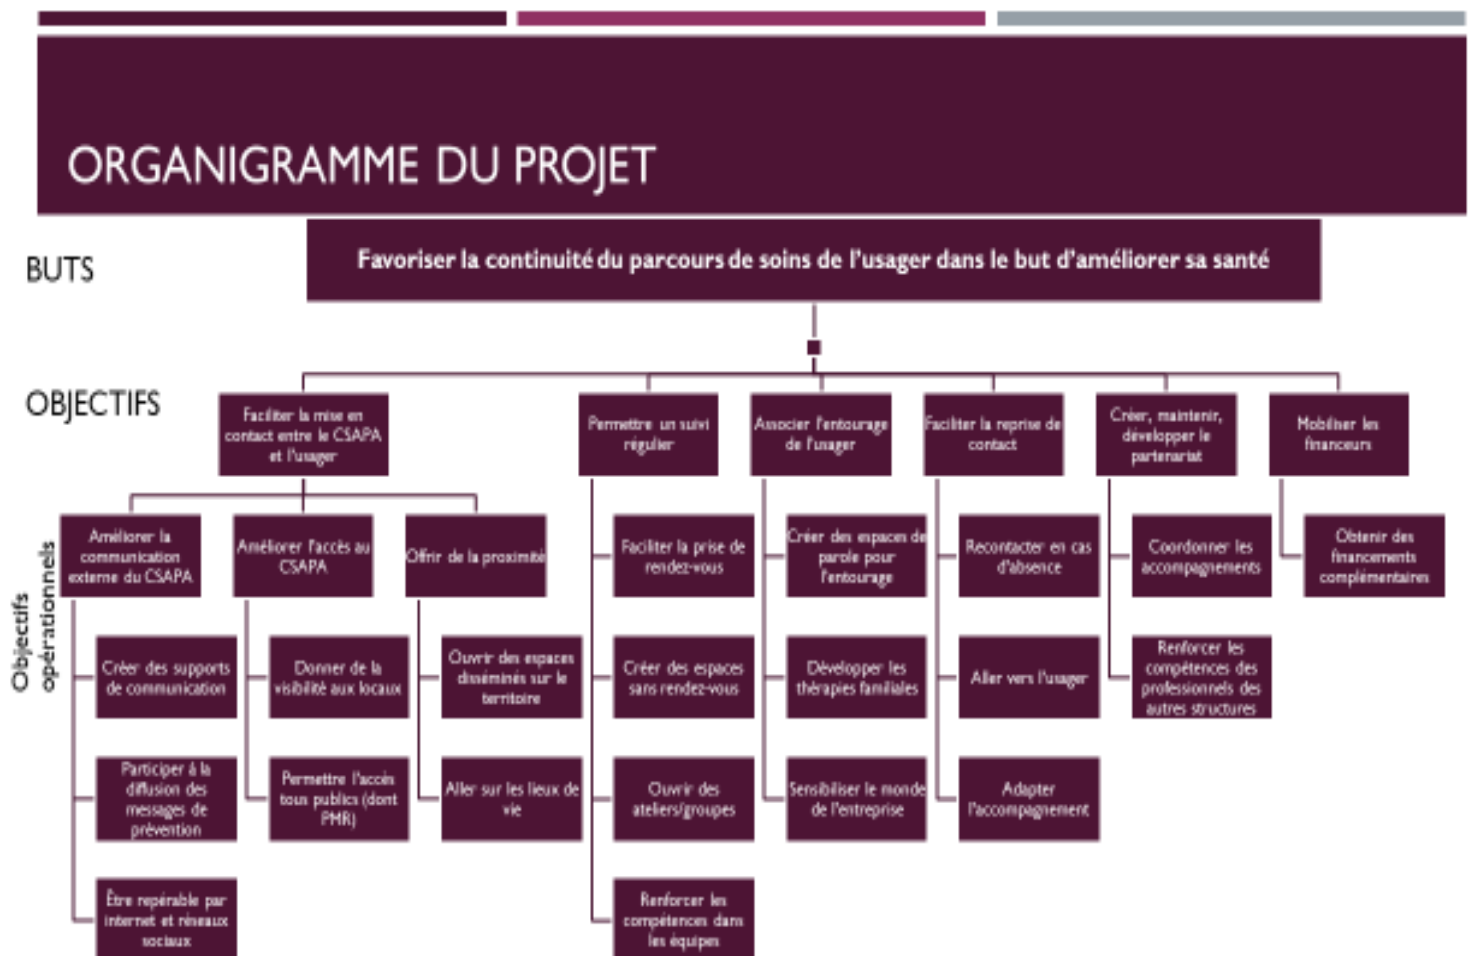 ORGANIGRAMME DU PROJET
BUTS
Favoriser la continuité du parcours de soins de l'usager dans le but d'améliorer sa santé
OBJECTIFS
Faciliter la mise en
contact entre le CSAPA
et l'usager
Permettre un suivi
régulier
Associer l'entourage
de l'usager
Faciliter la reprise de
contact
Créer, maintenir,
développer le
partenariat
Mobiliser les
financeurs
Objectifs
opérationnels
Améliorer la
communication
externe du CSAPA
Améliorer l'accès au
CSAPA
Offrir de la proximité
Faciliter la prise de
rendez-vous
Créer des espaces de
parole pour
l'entourage
Recontacter en cas
d'absence
Coordonner les
accompagnements
Obtenir des
financements
complémentaires
Créer des supports
de communication
Donner de la
visibilité aux locaux
Ouvrir des espaces
disséminés sur le
territoire
Créer des espaces
sans rendez-vous
Développer les
thérapies familiales
Aller vers l'usager
Renforcer les
compétences des
professionnels des
autres structures
Participer à la
diffusion des
messages de
prévention
Permettre l'accès
tous publics (dont
PMR)
Aller sur les lieux de
vie
Ouvrir des
ateliers/groupes
Sensibiliser le monde
de l'entreprise
Adapter
l'accompagnement
Être repérable par
internet et réseaux
sociaux
Renforcer les
compétences dans
les équipes